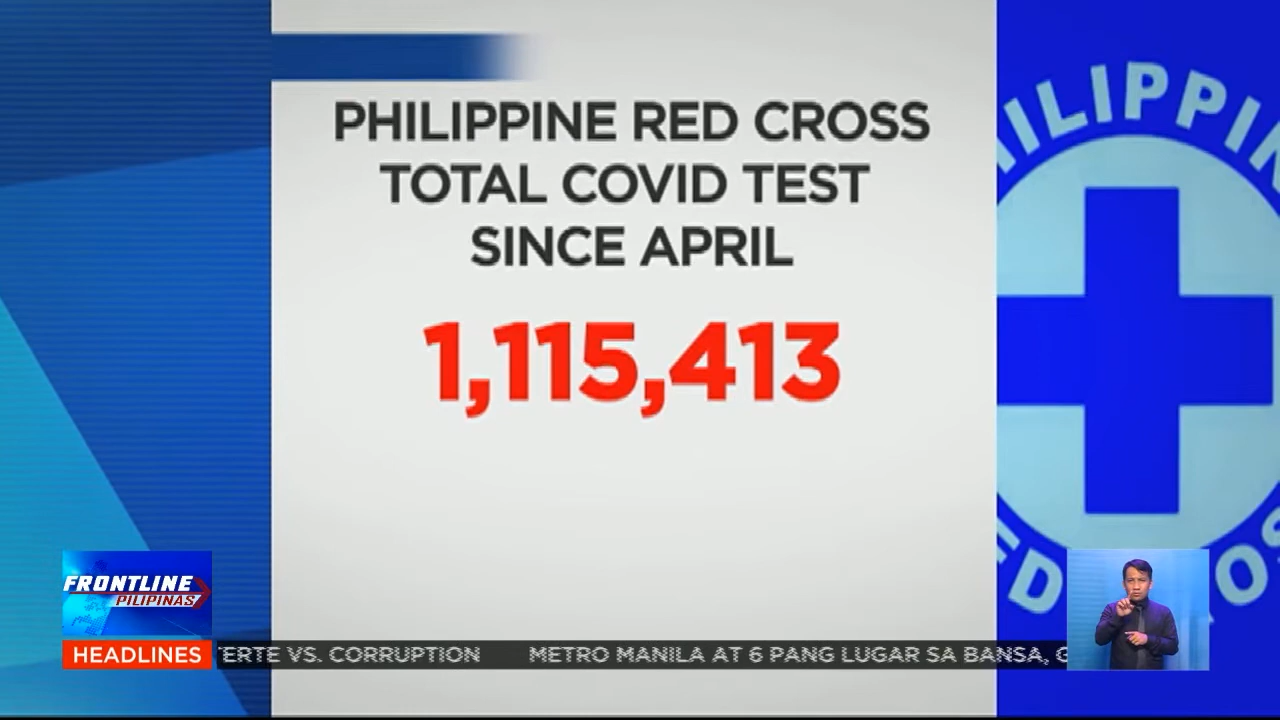 PHILIPPINE RED CROSS
TOTAL COVID TEST
SINCE APRIL
1,115,413
FRONTLINE
PILIPINAS
HEADLINES
VS. CORRUPTION
METRO MANILA AT 6 PANG LUGAR SA BANSA,